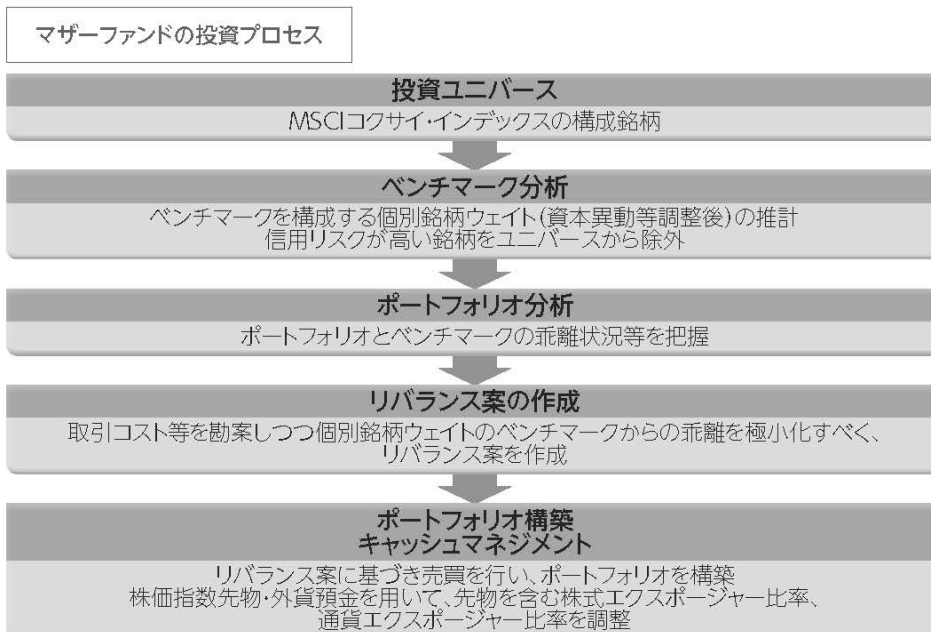 マザーファンドの投資プロセス
投資ユニバース
MSCIコクサイ・インデックスの構成銘柄
ベンチマーク分析
ベンチマークを構成する個別銘柄ウェイト(資本異動等調整後)の推計
信用リスクが高い銘柄をユニバースから除外
ポートフォリオ分析
ポートフォリオとベンチマークの乖離状況等を把握
リバランス案の作成
取引コスト等を勘案しつつ個別銘柄ウェイトのベンチマークからの乖離を極小化すべく、
リバランス案を作成
ポートフォリオ構築
キャッシュマネジメント
リバランス案に基づき売買を行い、ポートフォリオを構築
株価指数先物・外貨預金を用いて、先物を含む株式エクスポージャー比率、
通貨エクスポージャー比率を調整